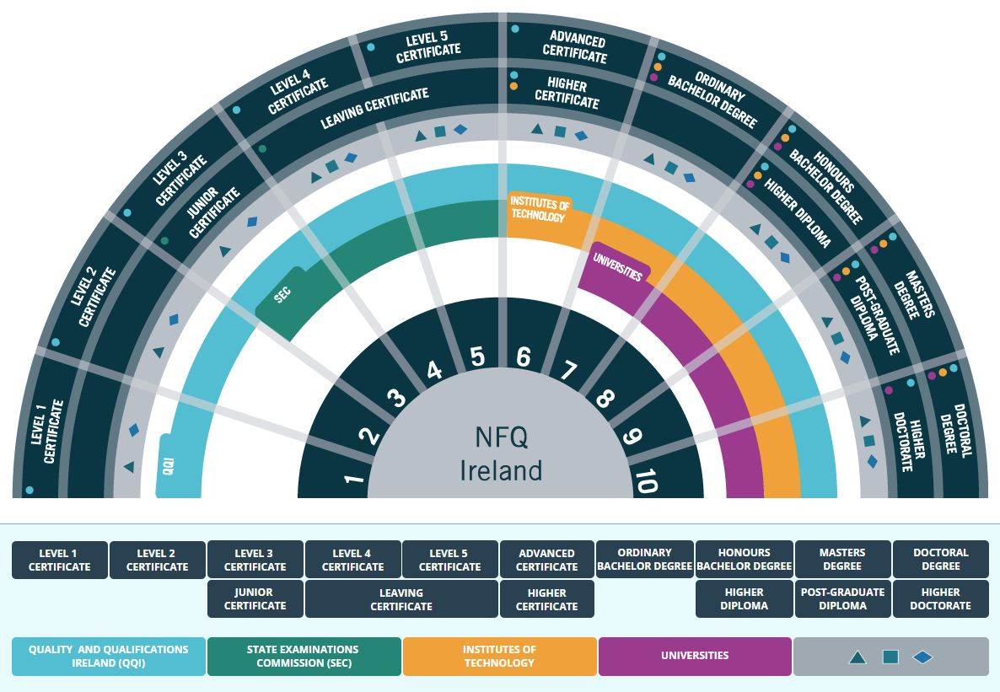 LEVEL 1
CERTIFICATE
LEVEL 2
CERTIFICATE
LEVEL 3
CERTIFICATE
LEVEL 4
CERTIFICATE
LEVEL 5
CERTIFICATE
ADVANCED
CERTIFICATE
ORDINARY
BACHELOR DEGREE
HONOURS
BACHELOR DEGREE
MASTERS
DEGREE
DOCTORAL
DEGREE
JUNIOR
CERTIFICATE
LEAVING CERTIFICATE
HIGHER
CERTIFICATE
HIGHER DIPLOMA
POST-GRADUATE
DIPLOMA
HIGHER
DOCTORATE
QQI
SEC
INSTITUTES OF
TECHNOLOGY
UNIVERSITIES
1
2
3
4
5
6
7
8
9
10
NFQ
Ireland
LEVEL 1
CERTIFICATE
LEVEL 2
CERTIFICATE
LEVEL 3
CERTIFICATE
LEVEL 4
CERTIFICATE
LEVEL 5
CERTIFICATE
ADVANCED
CERTIFICATE
ORDINARY
BACHELOR DEGREE
HONOURS
BACHELOR DEGREE
MASTERS
DEGREE
DOCTORAL
DEGREE
JUNIOR
CERTIFICATE
LEAVING
CERTIFICATE
HIGHER
CERTIFICATE
HIGHER
DIPLOMA
POST-GRADUATE
DIPLOMA
HIGHER
DOCTORATE
QUALITY AND QUALIFICATIONS
IRELAND (QQI)
STATE EXAMINATIONS
COMMISSION (SEC)
INSTITUTES OF
TECHNOLOGY
UNIVERSITIES